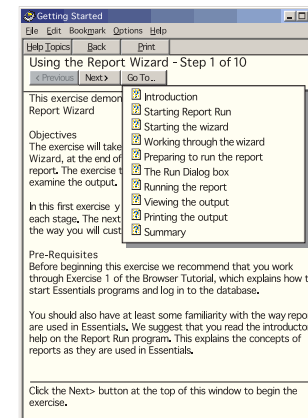 Getting Started
File Edit Bookmark Options Help
Help Topics Back Print
Using the Report Wizard - Step 1 of 10
< Previous Next > Go To...
Introduction
Starting Report Run
Starting the wizard
Working through the wizard
Preparing to run the report
The Run Dialog box
Running the report
Viewing the output
Printing the output
Summary
This exercise demon
Report Wizard
Objectives
The exercise will take
Wizard, at the end of
report. The exercise t
examine the output.
In this first exercise y
each stage. The next
the way you will cust
Pre-Requisites
Before beginning this exercise we recommend that you work
through Exercise 1 of the Browser Tutorial, which explains how t
start Essentials programs and log in to the database.
You should also have at least some familiarity with the way repo
are used in Essentials. We suggest that you read the introducto
help on the Report Run program. This explains the concepts of
reports as they are used in Essentials.
Click the Next> button at the top of this window to begin the
exercise.